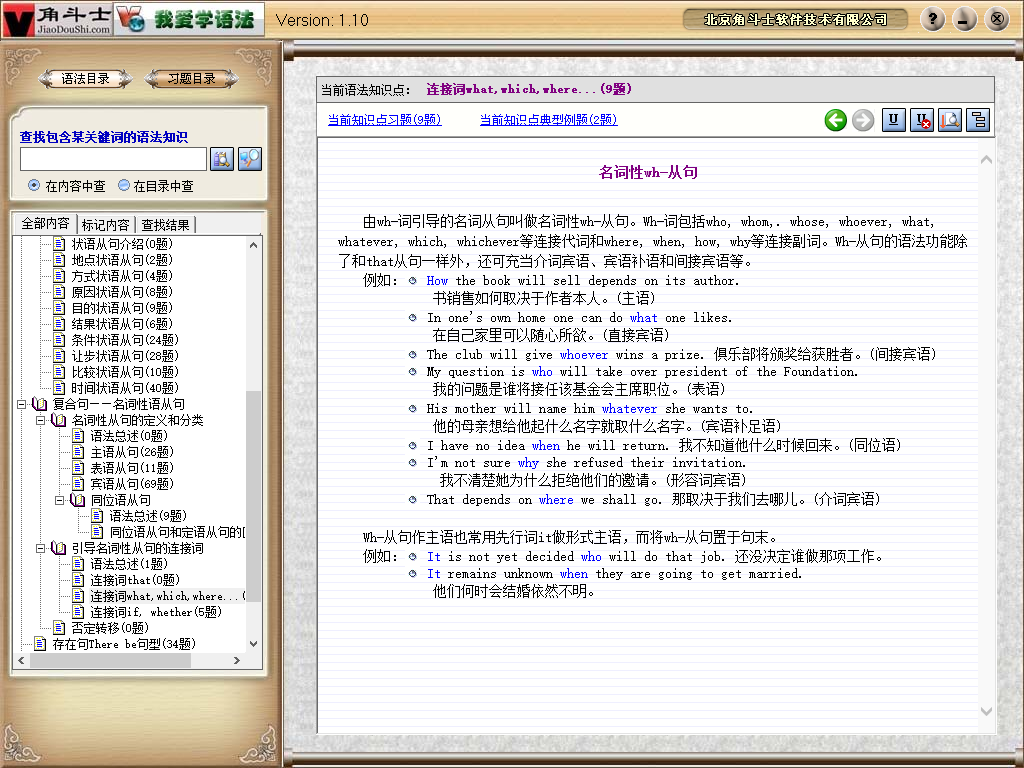 角斗士
JiaoDouShi.com
我爱学语法
Version: 1.10
北京角斗士软件技术有限公司
语法目录
习题目录
查找包含某关键词的语法知识
在内容中查
在目录中查
全部内容
标记内容
查找结果
状语从句介绍(0题)
地点状语从句(2题)
方式状语从句(4题)
原因状语从句(8题)
目的状语从句(9题)
结果状语从句(6题)
条件状语从句(24题)
让步状语从句(28题)
比较状语从句(10题)
时间状语从句(40题)
复合句——名词性语从句
名词性从句的定义和分类
语法总述(0题)
主语从句(26题)
表语从句(11题)
宾语从句(69题)
同位语从句
语法总述(9题)
同位语从句和定语从句的
引导名词性从句的连接词
语法总述(1题)
连接词that(0题)
连接词what,which,where...(
连接词if, whether(5题)
否定转移(0题)
存在句There be句型(34题)
当前语法知识点: 连接词what,which,where...(9题)
当前知识点习题(9题)
当前知识点典型例题(2题)
名词性wh-从句
由wh-词引导的名词从句叫做名词性wh-从句。Wh-词包括who, whom,. whose, whoever, what,
whatever, which, whichever等连接代词和where, when, how, why等连接副词。Wh-从句的语法功能除
了和that从句一样外，还可充当介词宾语、宾语补语和间接宾语等。
例如: How the book will sell depends on its author.
书销售如何取决于作者本人。(主语)
In one's own home one can do what one likes.
在自己家里可以随心所欲。(直接宾语)
The club will give whoever wins a prize. 俱乐部将颁奖给获胜者。(间接宾语)
My question is who will take over president of the Foundation.
我的问题是谁将接任该基金会主席职位。(表语)
His mother will name him whatever she wants to.
他的母亲想给他起什么名字就取什么名字。(宾语补足语)
I have no idea when he will return. 我不知道他什么时候回来。(同位语)
I'm not sure why she refused their invitation.
我不清楚她为什么拒绝他们的邀请。(形容词宾语)
That depends on where we shall go. 那取决于我们去哪儿。(介词宾语)
Wh-从句作主语也常用先行词it做形式主语，而将wh-从句置于句末。
例如: It is not yet decided who will do that job. 还没决定谁做那项工作。
It remains unknown when they are going to get married.
他们何时会结婚依然不明。